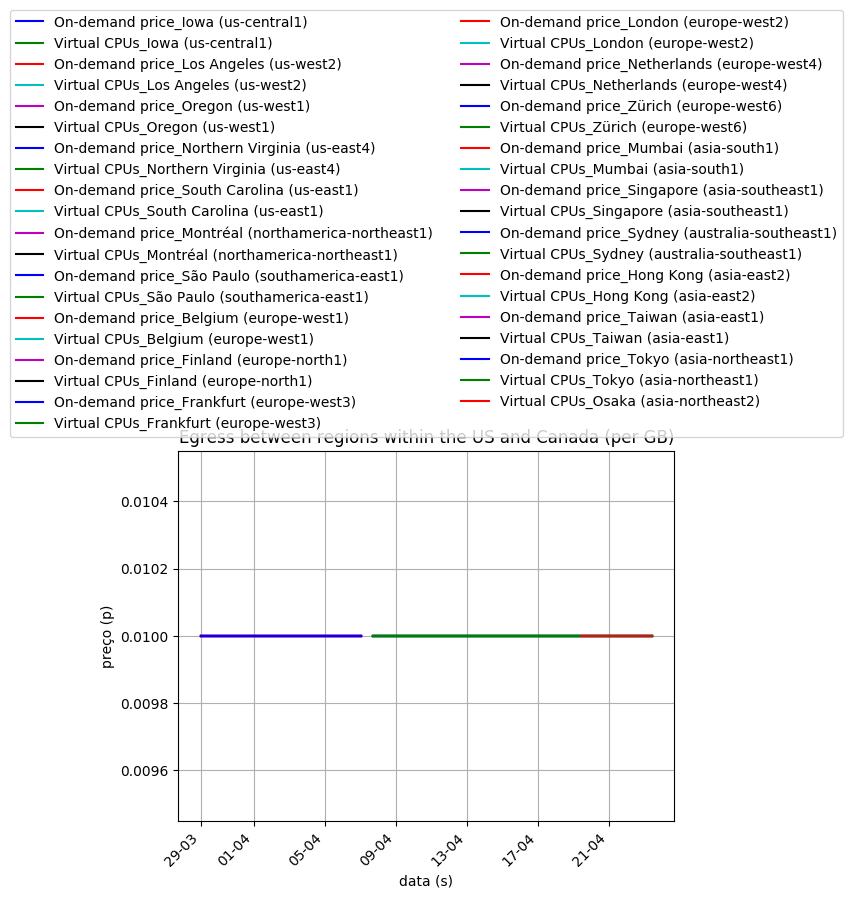 On-demand price_Iowa (us-central1)
Virtual CPUs_Iowa (us-central1)
On-demand price_Los Angeles (us-west2)
Virtual CPUs_Los Angeles (us-west2)
On-demand price_Oregon (us-west1)
Virtual CPUs_Oregon (us-west1)
On-demand price_Northern Virginia (us-east4)
Virtual CPUs_Northern Virginia (us-east4)
On-demand price_South Carolina (us-east1)
Virtual CPUs_South Carolina (us-east1)
On-demand price_Montréal (northamerica-northeast1)
Virtual CPUs_Montréal (northamerica-northeast1)
On-demand price_São Paulo (southamerica-east1)
Virtual CPUs_São Paulo (southamerica-east1)
On-demand price_Belgium (europe-west1)
Virtual CPUs_Belgium (europe-west1)
On-demand price_Finland (europe-north1)
Virtual CPUs_Finland (europe-north1)
On-demand price_Frankfurt (europe-west3)
Virtual CPUs_Frankfurt (europe-west3)
On-demand price_London (europe-west2)
Virtual CPUs_London (europe-west2)
On-demand price_Netherlands (europe-west4)
Virtual CPUs_Netherlands (europe-west4)
On-demand price_Zürich (europe-west6)
Virtual CPUs_Zürich (europe-west6)
On-demand price_Mumbai (asia-south1)
Virtual CPUs_Mumbai (asia-south1)
On-demand price_Singapore (asia-southeast1)
Virtual CPUs_Singapore (asia-southeast1)
On-demand price_Sydney (australia-southeast1)
Virtual CPUs_Sydney (australia-southeast1)
On-demand price_Hong Kong (asia-east2)
Virtual CPUs_Hong Kong (asia-east2)
On-demand price_Taiwan (asia-east1)
Virtual CPUs_Taiwan (asia-east1)
On-demand price_Tokyo (asia-northeast1)
Virtual CPUs_Tokyo (asia-northeast1)
Virtual CPUs_Osaka (asia-northeast2)
Egress between regions within the US and Canada (per GB)
preço (p)
0.0104
0.0102
0.0100
0.0098
0.0096
29-03
01-04
05-04
09-04
13-04
17-04
21-04
data (s)